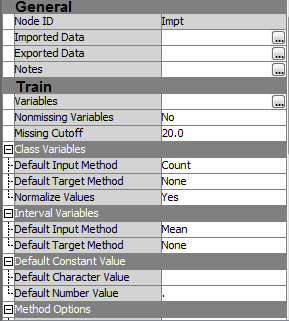 General
Node ID Impt
Imported Data ...
Exported Data ...
Notes ...
Train
Variables ...
Nonmissing Variables No
Missing Cutoff 20.0
Class Variables
Default Input Method Count
Default Target Method None
Normalize Values Yes
Interval Variables
Default Input Method Mean
Default Target Method None
Default Constant Value
Default Character Value
Default Number Value .
Method Options